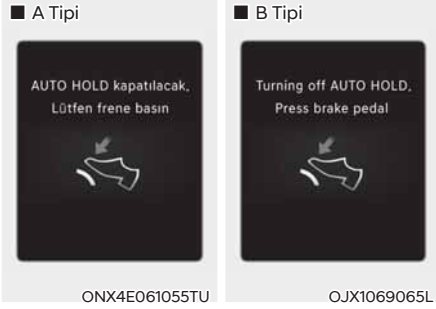 ■ A Tipi
AUTO HOLD kapatılacak,
Lütfen frene basın
ONX4E061055TU
■ B Tipi
Turning off AUTO HOLD,
Press brake pedal
OJX1069065L